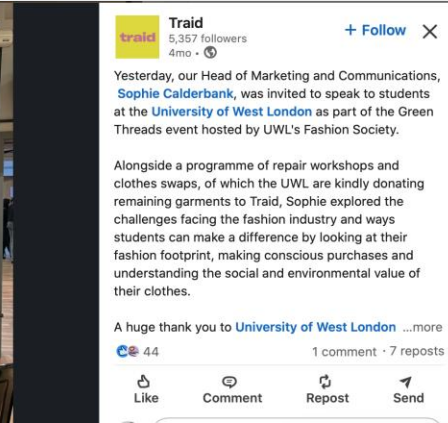 traid
Traid
5,357 followers
4mo •
+ Follow
Yesterday, our Head of Marketing and Communications,
Sophie Calderbank, was invited to speak to students
at the University of West London as part of the Green
Threads event hosted by UWL's Fashion Society.
Alongside a programme of repair workshops and
clothes swaps, of which the UWL are kindly donating
remaining garments to Traid, Sophie explored the
challenges facing the fashion industry and ways
students can make a difference by looking at their
fashion footprint, making conscious purchases and
understanding the social and environmental value of
their clothes.
A huge thank you to University of West London ...more
44
1 comment · 7 reposts
Like
Comment
Repost
Send